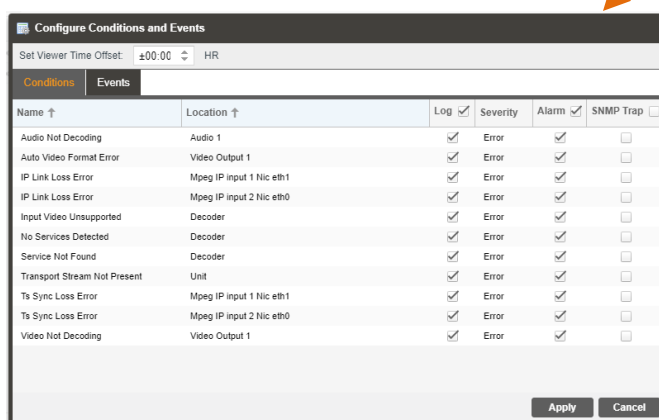 Configure Conditions and Events
Set Viewer Time Offset: ±00:00 HR
Conditions Events
Name ↑ Location ↑ Log Severity Alarm SNMP Trap
Audio Not Decoding Audio 1 Error
Auto Video Format Error Video Output 1 Error
IP Link Loss Error Mpeg IP input 1 Nic eth1 Error
IP Link Loss Error Mpeg IP input 2 Nic eth0 Error
Input Video Unsupported Decoder Error
No Services Detected Decoder Error
Service Not Found Decoder Error
Transport Stream Not Present Unit Error
Ts Sync Loss Error Mpeg IP input 1 Nic eth1 Error
Ts Sync Loss Error Mpeg IP input 2 Nic eth0 Error
Video Not Decoding Video Output 1 Error
Apply Cancel